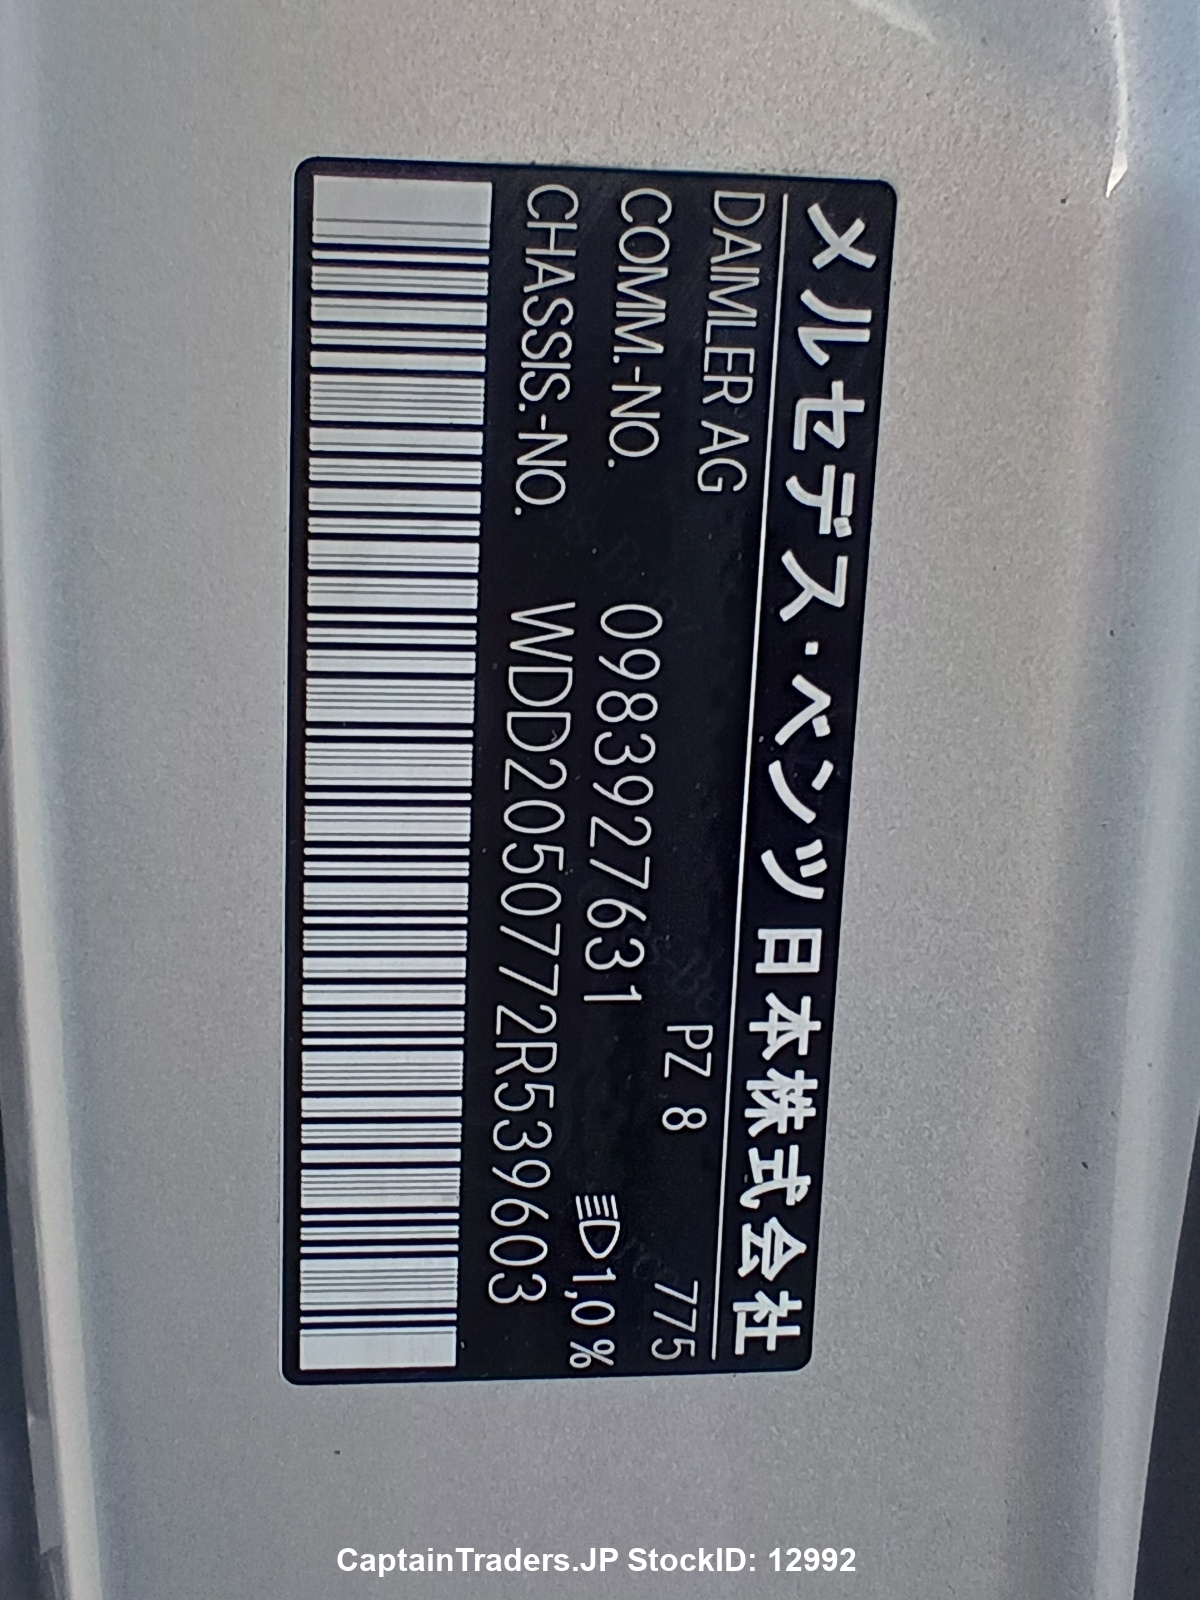 メルセデス・ベンツ日本株式会社
DAIMLER AG PZ 8 775
COMM.-NO. 0983927631 1,0 %
CHASSIS.-NO. WDD2050772R539603
CaptainTraders.JP StockID: 12992